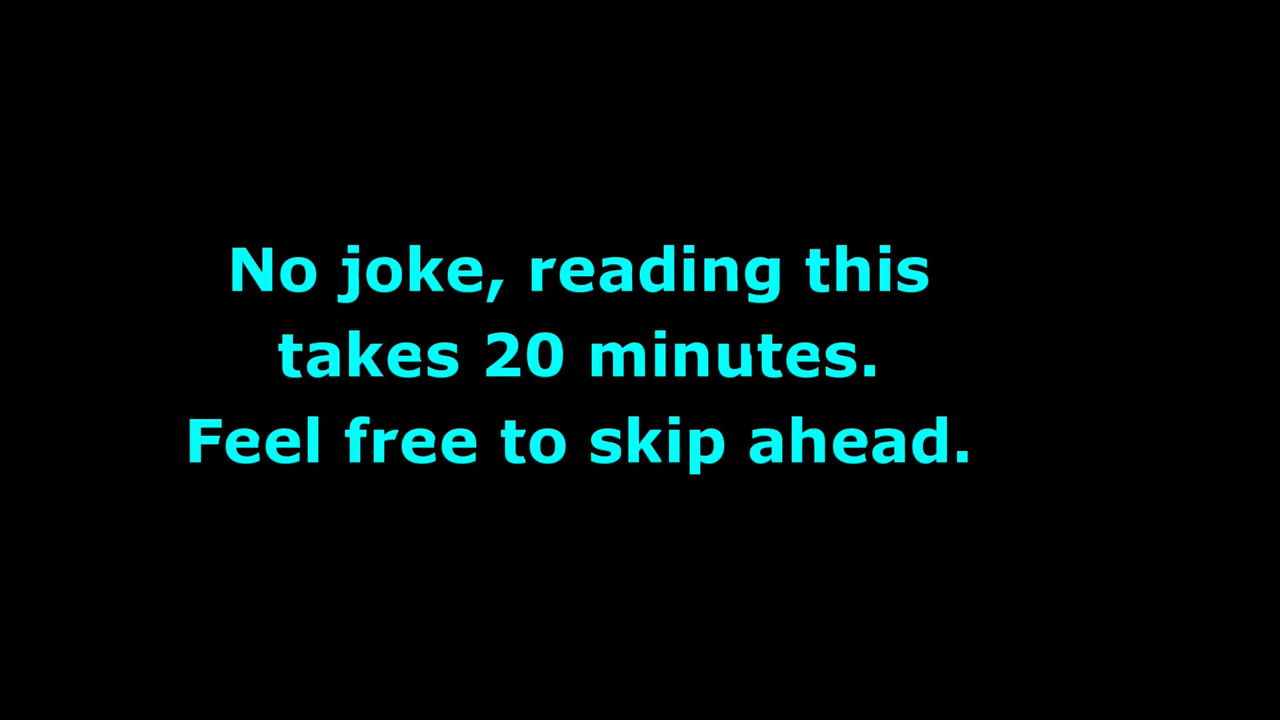 No joke, reading this
takes 20 minutes.
Feel free to skip ahead.